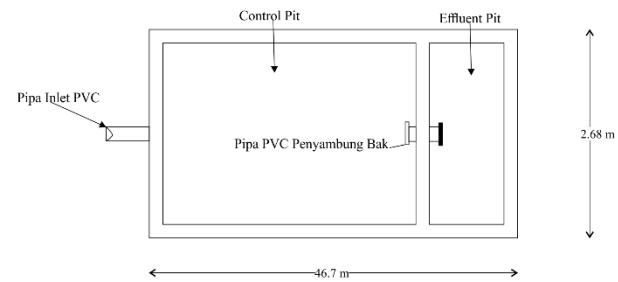 Control Pit
Effluent Pit
Pipa Inlet PVC
2.68 m
Pipa PVC Penyambung Bak
46.7 m